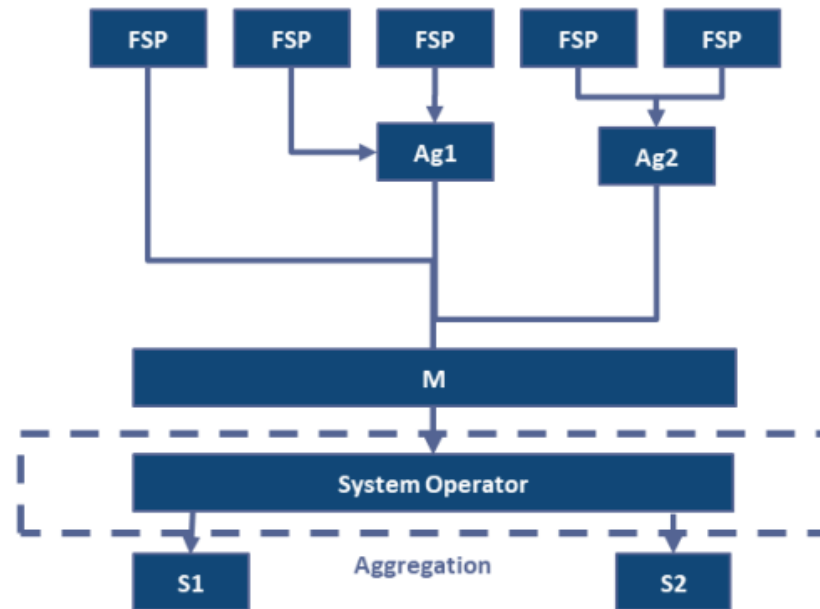 FSP FSP FSP FSP FSP
Ag1 Ag2
M
System Operator
Aggregation
S1 S2